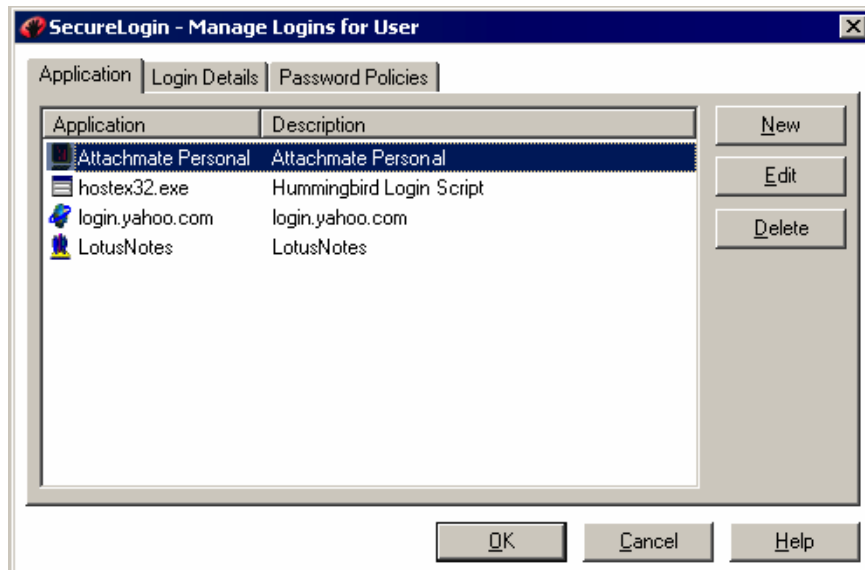 SecureLogin - Manage Logins for User
Application Login Details Password Policies
Application Description
Attachmate Personal Attachmate Personal
hostex32.exe Hummingbird Login Script
login.yahoo.com login.yahoo.com
LotusNotes LotusNotes
New
Edit
Delete
OK Cancel Help